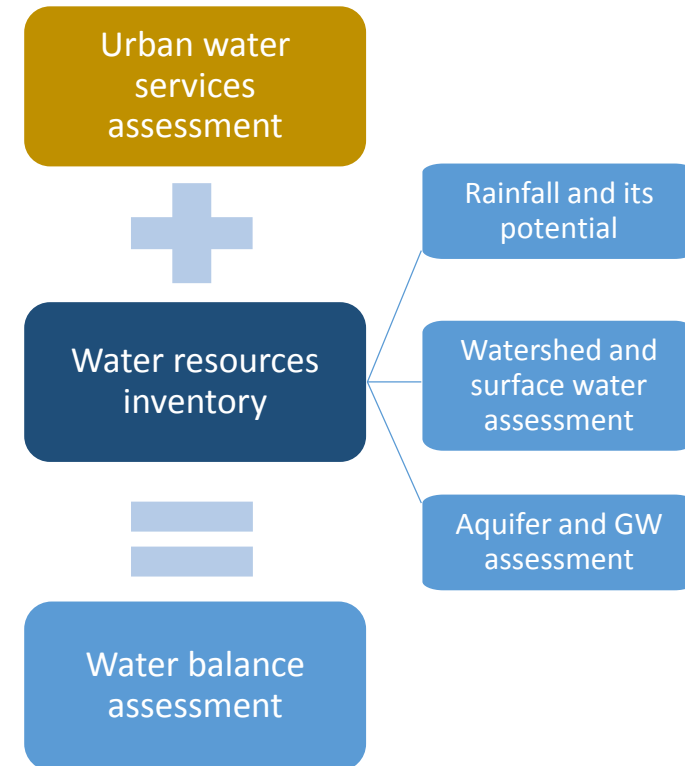 Urban water
services
assessment
Rainfall and its
potential
Water resources
inventory
Watershed and
surface water
assessment
Aquifer and GW
assessment
Water balance
assessment